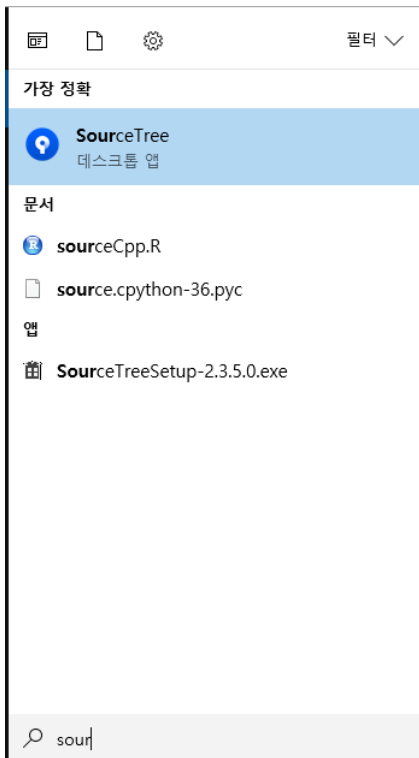 필터
가장 정확
SourceTree
데스크톱 앱
문서
sourceCpp.R
source.cpython-36.pyc
앱
SourceTreeSetup-2.3.5.0.exe
sour